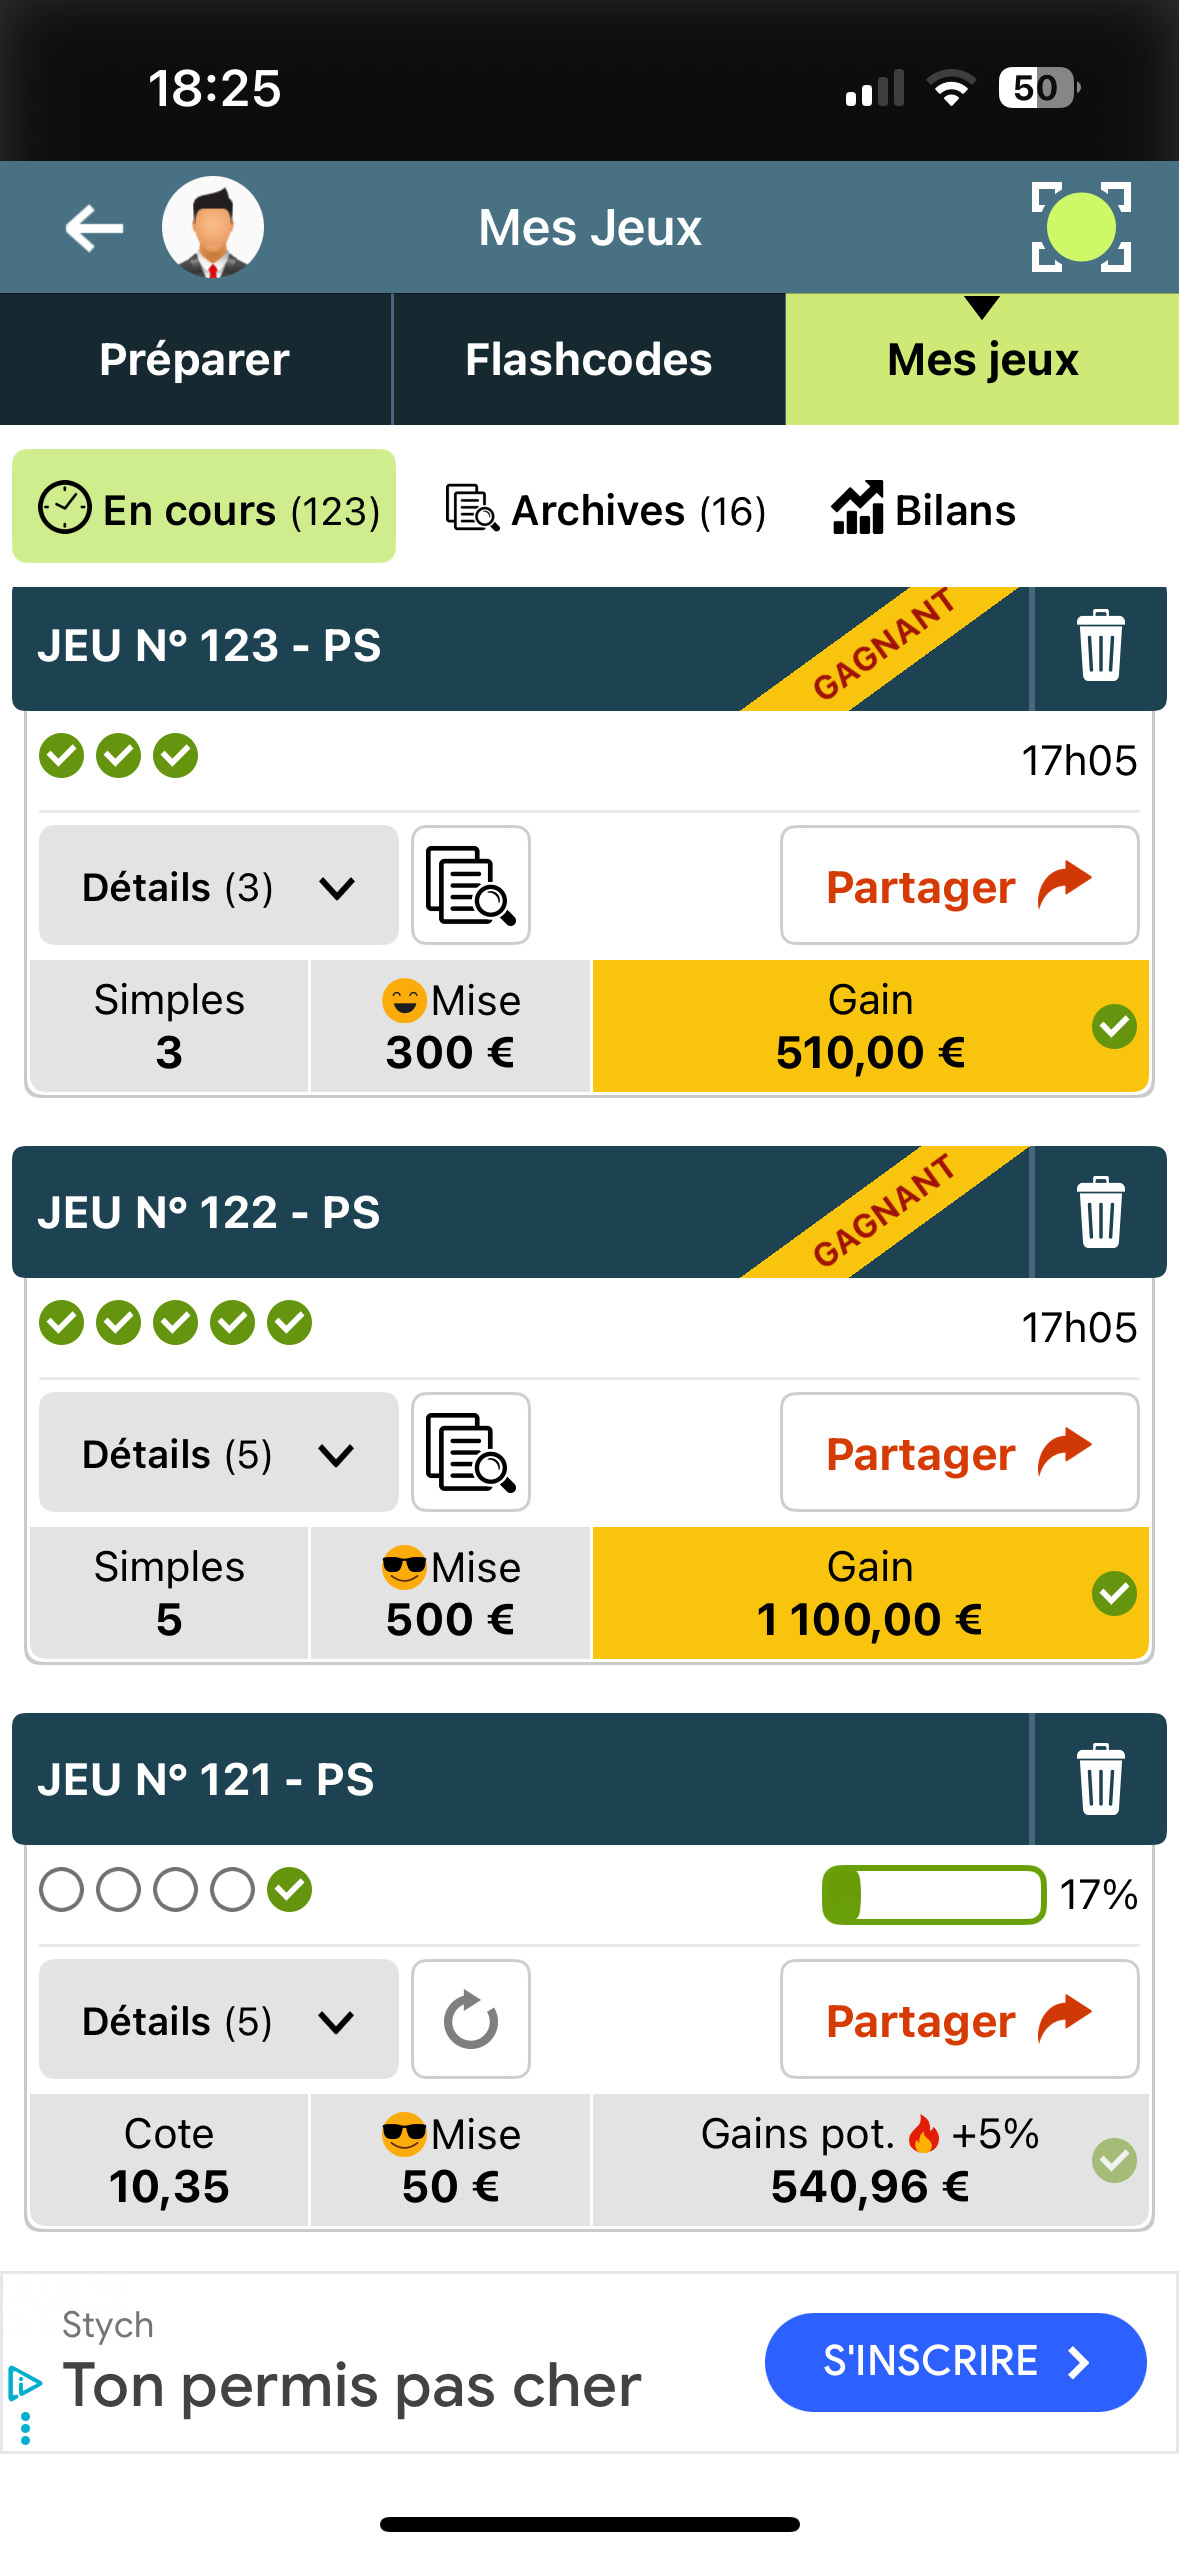 18:25
50
Mes Jeux
Préparer
Flashcodes
Mes jeux
En cours (123)
Archives (16)
Bilans
JEU N° 123 - PS
GAGNANT
17h05
Détails (3)
Partager
Simples
3
Mise
300 €
Gain
510,00 €
JEU N° 122 - PS
GAGNANT
17h05
Détails (5)
Partager
Simples
5
Mise
500 €
Gain
1 100,00 €
JEU N° 121 - PS
17%
Détails (5)
Partager
Cote
10,35
Mise
50 €
Gains pot. 🔥 +5%
540,96 €
Stych
Ton permis pas cher
S'INSCRIRE